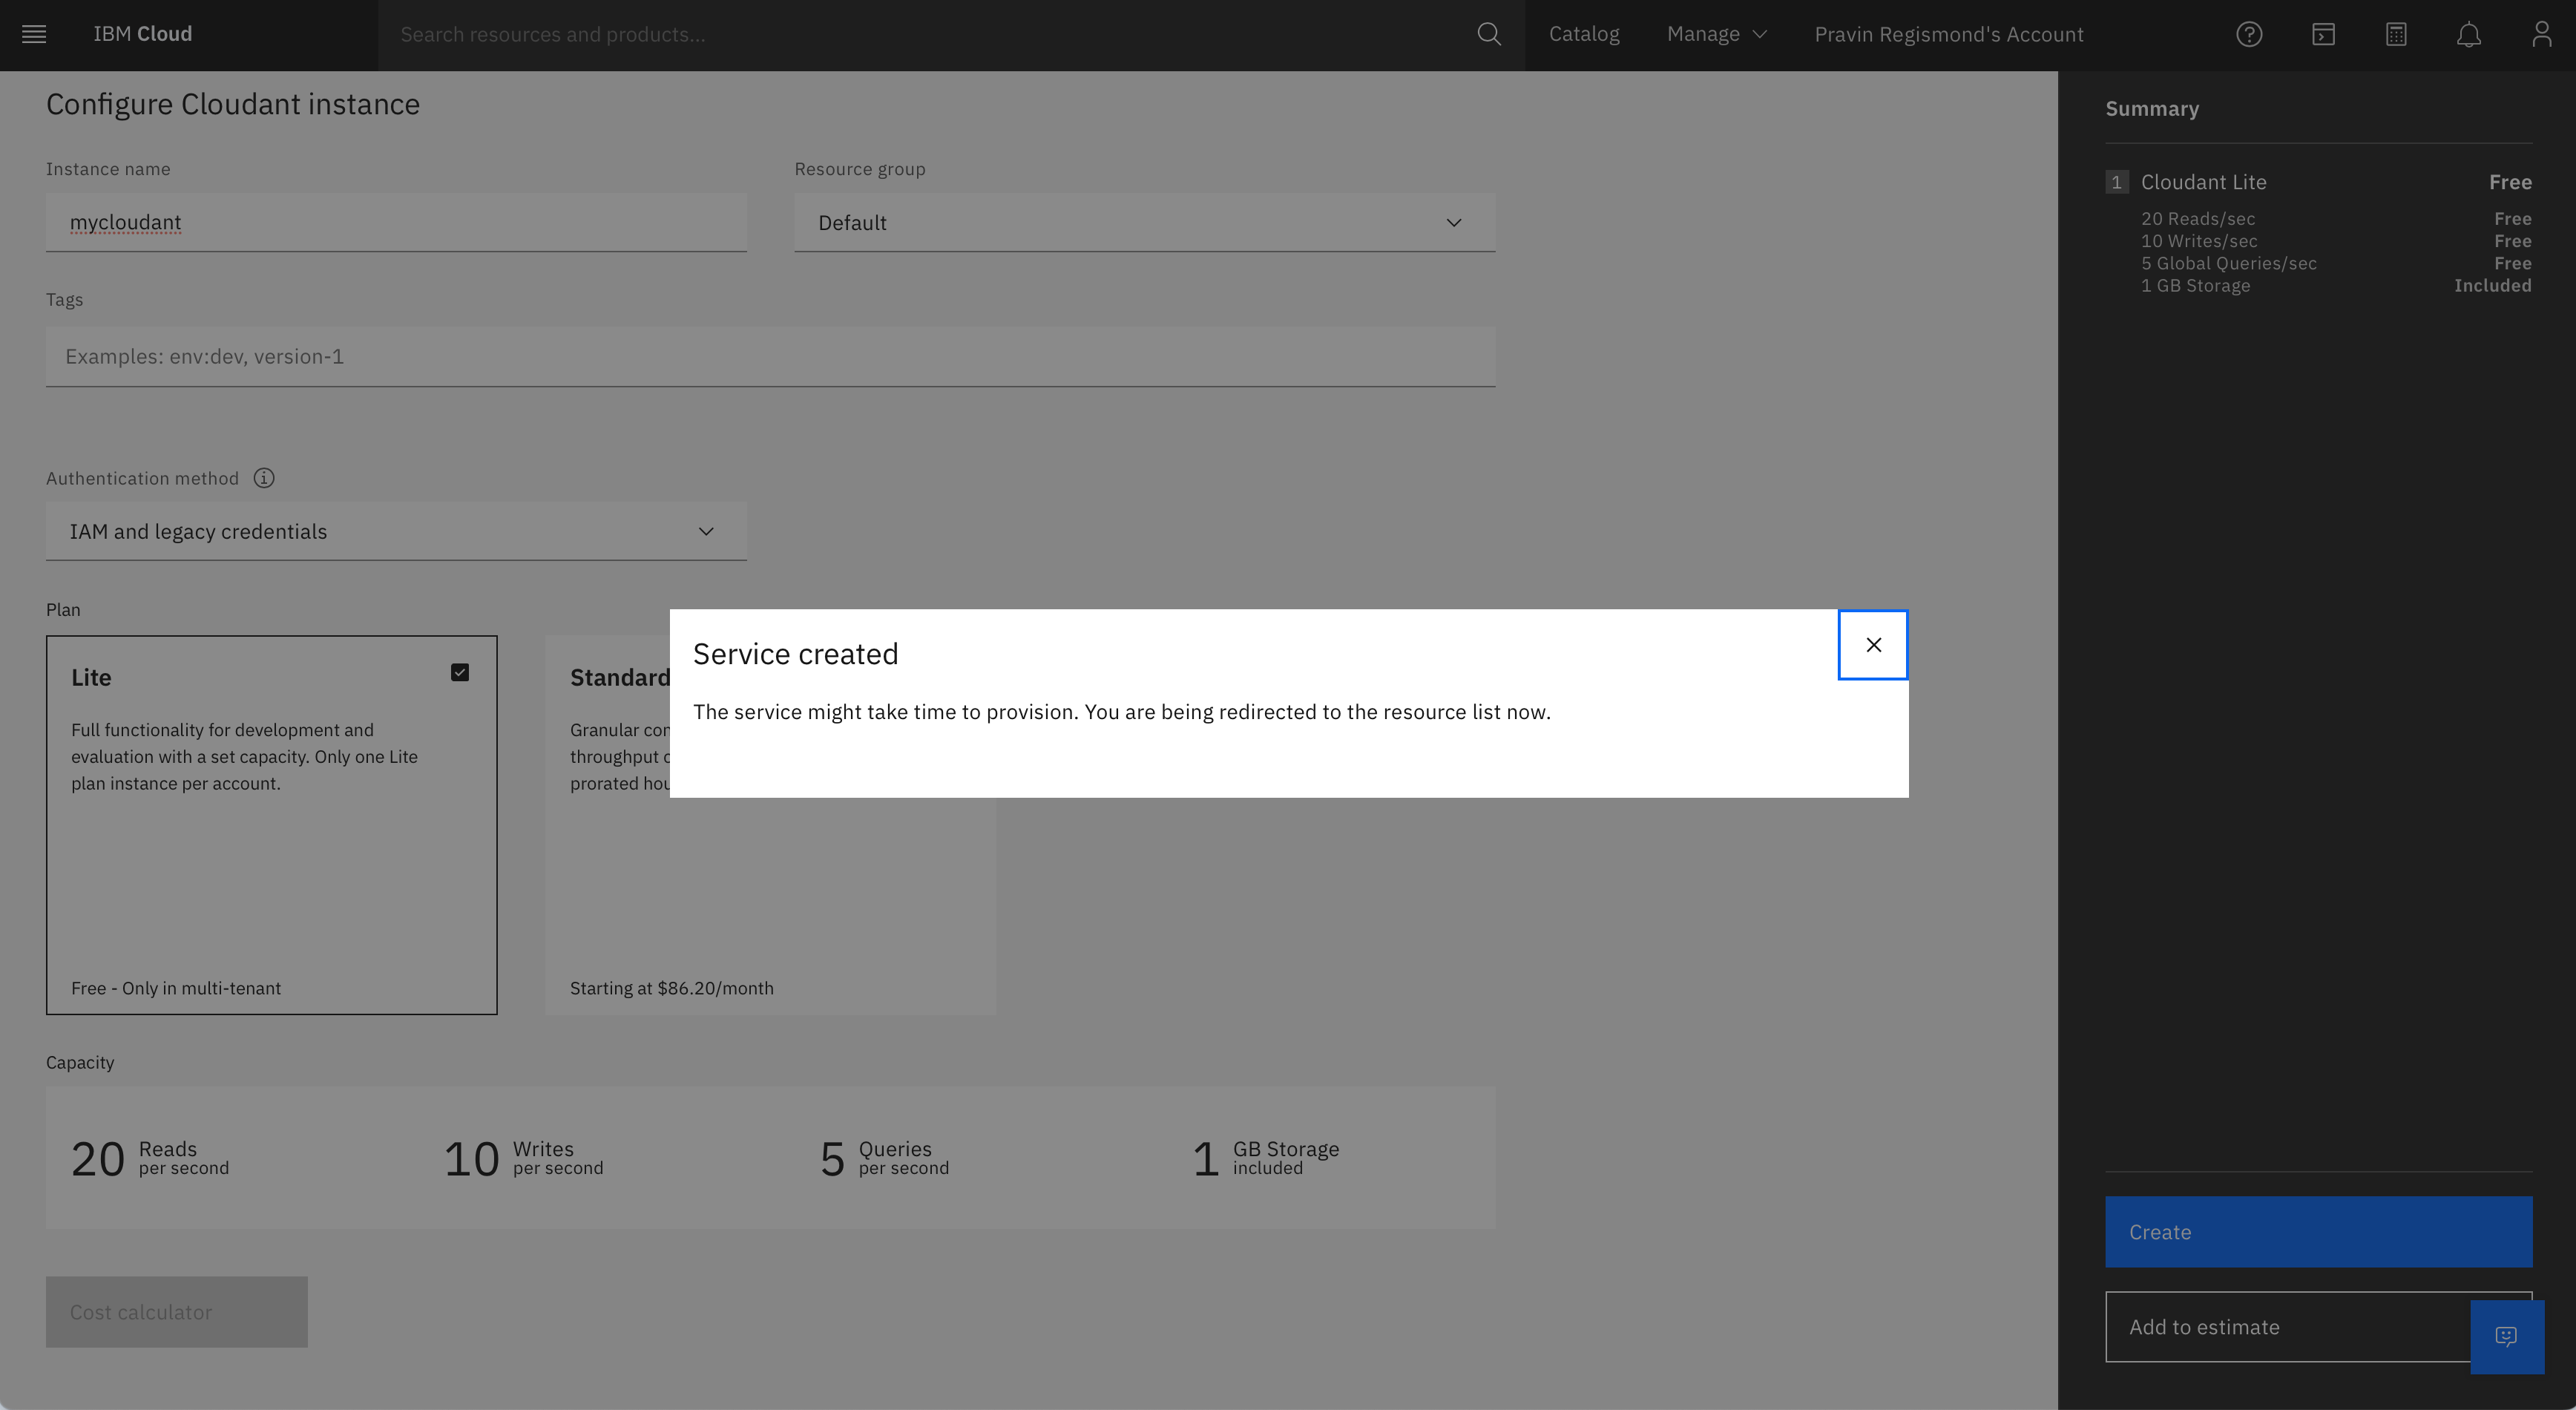 IBM Cloud
Search resources and products...
Catalog
Manage
Pravin Regismond's Account
Configure Cloudant instance
Instance name
mycloudant
Resource group
Default
Tags
Examples: env:dev, version-1
Authentication method
IAM and legacy credentials
Plan
Lite
Full functionality for development and
evaluation with a set capacity. Only one Lite
plan instance per account.
Free - Only in multi-tenant
Standard
Granular con
throughput c
prorated hou
Starting at $86.20/month
Service created
The service might take time to provision. You are being redirected to the resource list now.
Capacity
20 Reads
per second
10 Writes
per second
5 Queries
per second
1 GB Storage
included
Cost calculator
Summary
1 Cloudant Lite Free
20 Reads/sec Free
10 Writes/sec Free
5 Global Queries/sec Free
1 GB Storage Included
Create
Add to estimate